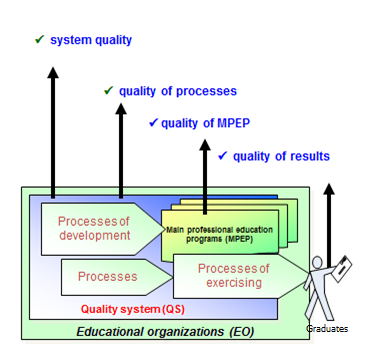 ✓ system quality
✓ quality of processes
✓ quality of MPEP
✓ quality of results
Processes of
development
Main professional education
programs (MPEP)
Processes
Processes of
exercising
Quality system (QS)
Graduates
Educational organizations (EO)